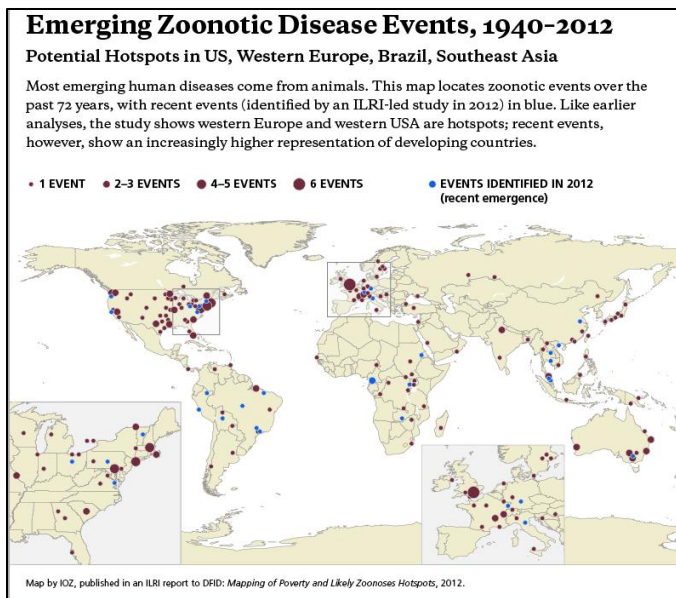 Emerging Zoonotic Disease Events, 1940–2012
Potential Hotspots in US, Western Europe, Brazil, Southeast Asia
Most emerging human diseases come from animals. This map locates zoonotic events over the
past 72 years, with recent events (identified by an ILRI-led study in 2012) in blue. Like earlier
analyses, the study shows western Europe and western USA are hotspots; recent events,
however, show an increasingly higher representation of developing countries.
1 EVENT 2–3 EVENTS 4–5 EVENTS 6 EVENTS EVENTS IDENTIFIED IN 2012
(recent emergence)
Map by IOZ, published in an ILRI report to DFID: Mapping of Poverty and Likely Zoonoses Hotspots, 2012.